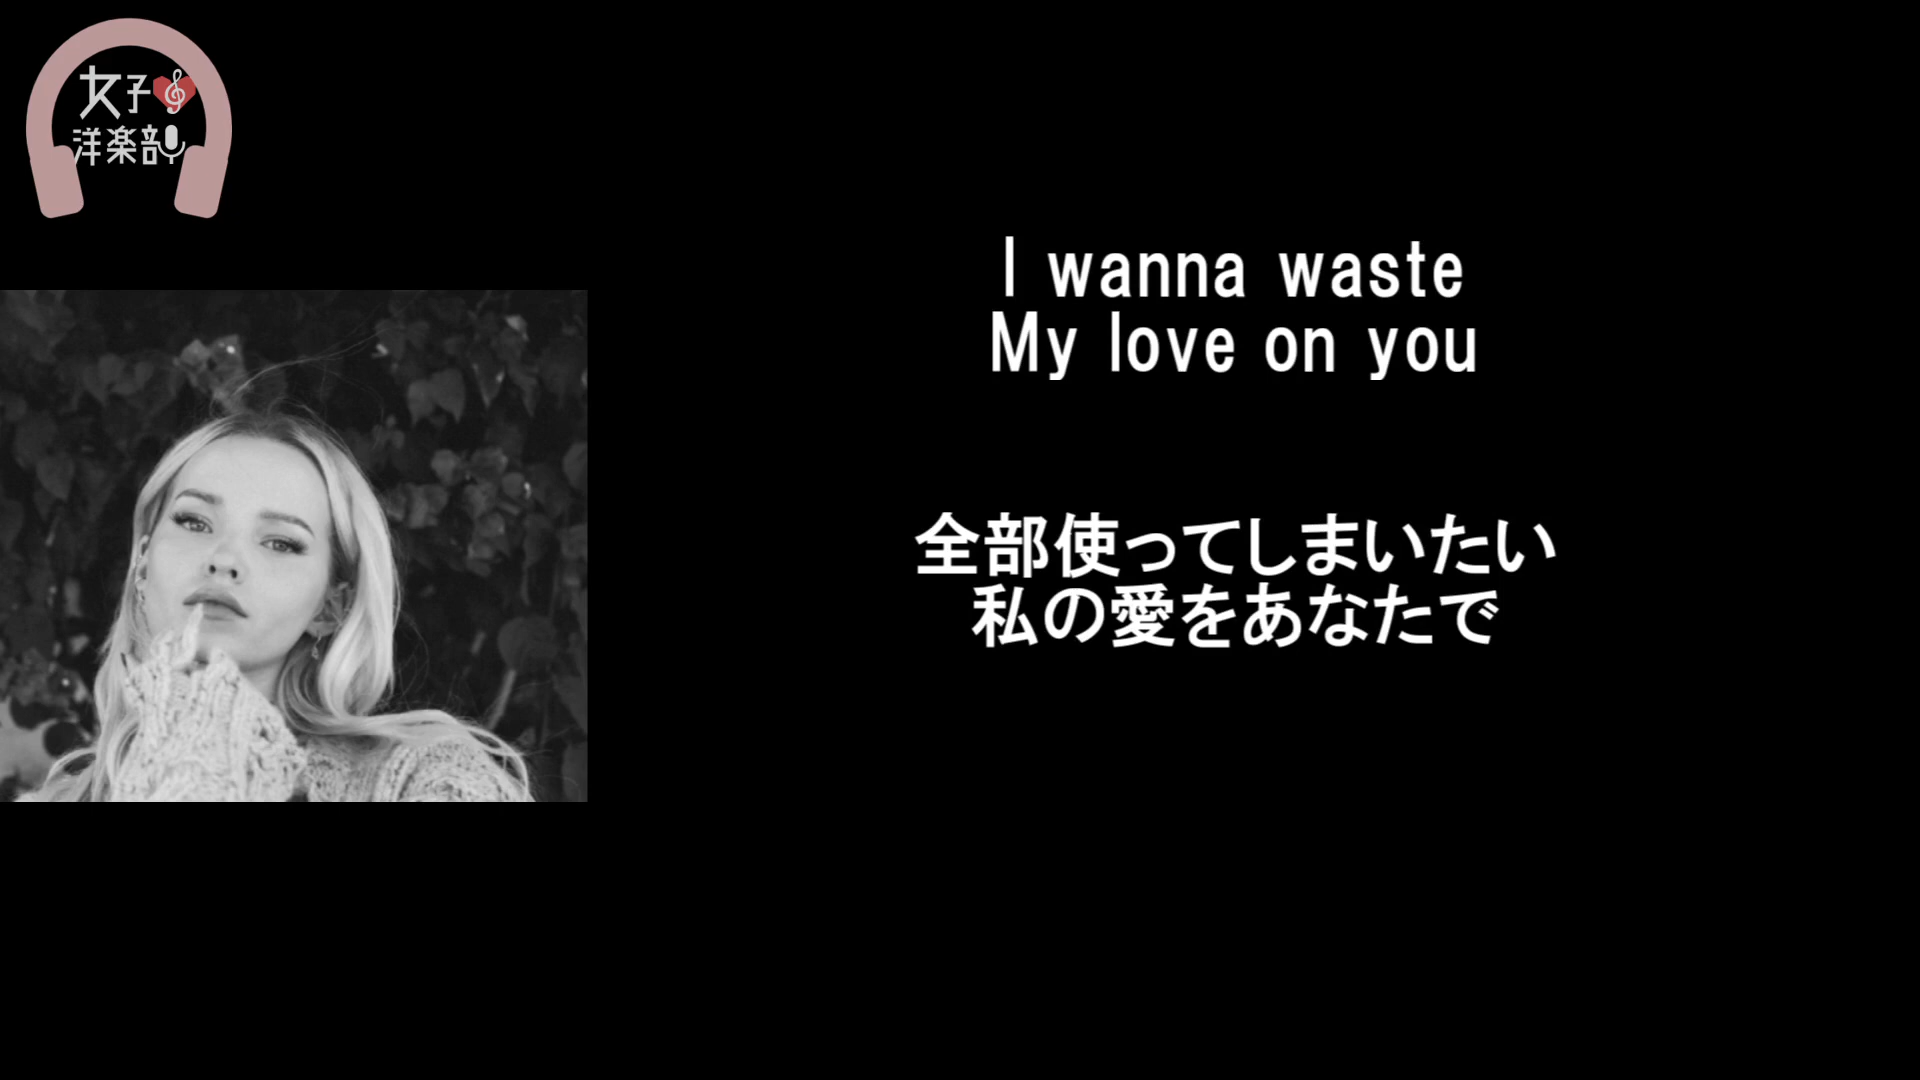 女子
洋楽部
I wanna waste
My love on you
全部使ってしまいたい
私の愛をあなたで